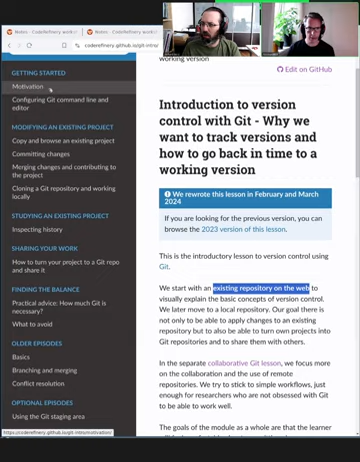 coderefinery.github.io/git-intro
GETTING STARTED
Motivation
Configuring Git command line and
editor
MODIFYING AN EXISTING PROJECT
Copy and browse an existing project
Committing changes
Merging changes and contributing to
the project
Cloning a Git repository and working
locally
STUDYING AN EXISTING PROJECT
Inspecting history
SHARING YOUR WORK
How to turn your project to a Git repo
and share it
FINDING THE BALANCE
Practical advice: How much Git is
necessary?
What to avoid
OLDER EPISODES
Basics
Branching and merging
Conflict resolution
OPTIONAL EPISODES
Using the Git staging area
https://coderefinery.github.io/git-intro/motivation/
working version
Edit on GitHub
Introduction to version
control with Git - Why we
want to track versions and
how to go back in time to a
working version
We rewrote this lesson in February and March
2024
If you are looking for the previous version, you can
browse the 2023 version of this lesson.
This is the introductory lesson to version control using
Git.
We start with an existing repository on the web to
visually explain the basic concepts of version control.
We later move to a local repository. Our goal there
is not only to be able to apply changes to an existing
repository but to also be able to turn own projects into
Git repositories and to share them with others.
In the separate collaborative Git lesson, we focus more
on the collaboration and the use of remote
repositories. We try to stick to simple workflows, just
enough for researchers who are not obsessed with Git
to be able to work well.
The goals of the module as a whole are that the learner